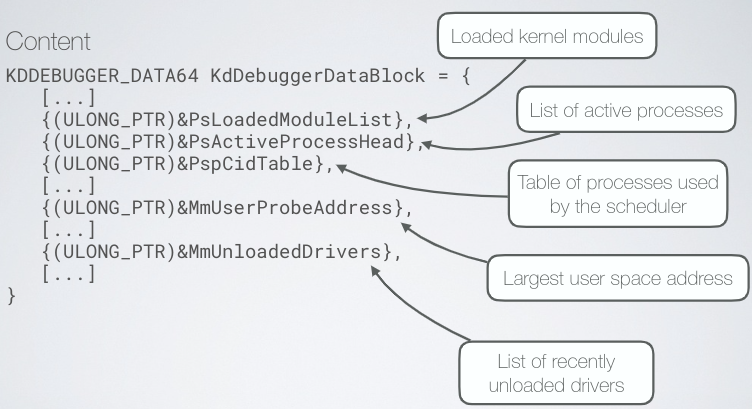 Content
KDDEBUGGER_DATA64 KdDebuggerDataBlock = {
[...]
{(ULONG_PTR)&PsLoadedModuleList},
{(ULONG_PTR)&PsActiveProcessHead},
{(ULONG_PTR)&PspCidTable},
[...]
{(ULONG_PTR)&MmUserProbeAddress},
[...]
{(ULONG_PTR)&MmUnloadedDrivers},
[...]
}
Loaded kernel modules
List of active processes
Table of processes used
by the scheduler
Largest user space address
List of recently
unloaded drivers